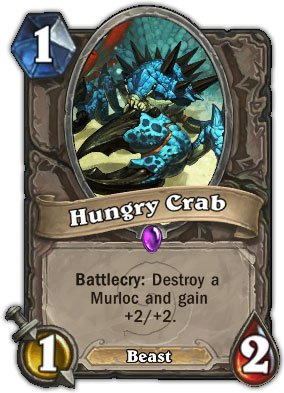 1
Hungry Crab
Battlecry: Destroy a
Murloc and gain
+2/+2.
1
Beast
2